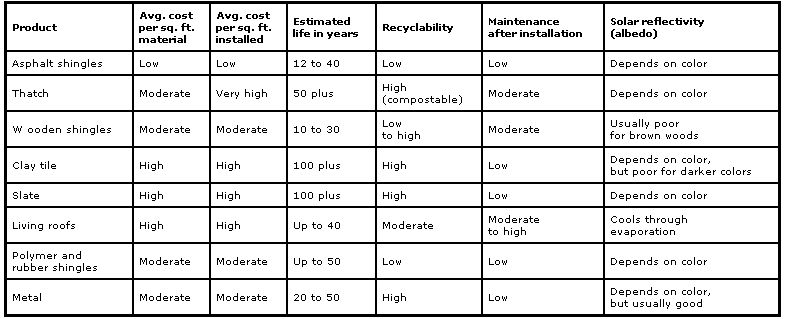 Product | Avg. cost per sq. ft. material | Avg. cost per sq. ft. installed | Estimated life in years | Recyclability | Maintenance after installation | Solar reflectivity (albedo)
Asphalt shingles | Low | Low | 12 to 40 | Low | Low | Depends on color
Thatch | Moderate | Very high | 50 plus | High (compostable) | Moderate | Depends on color
W ooden shingles | Moderate | Moderate | 10 to 30 | Low to high | Moderate | Usually poor for brown woods
Clay tile | High | High | 100 plus | High | Low | Depends on color, but poor for darker colors
Slate | High | High | 100 plus | High | Low | Depends on color
Living roofs | High | High | Up to 40 | Moderate | Moderate to high | Cools through evaporation
Polymer and rubber shingles | Moderate | Moderate | Up to 50 | Low | Low | Depends on color
Metal | Moderate | Moderate | 20 to 50 | High | Low | Depends on color, but usually good